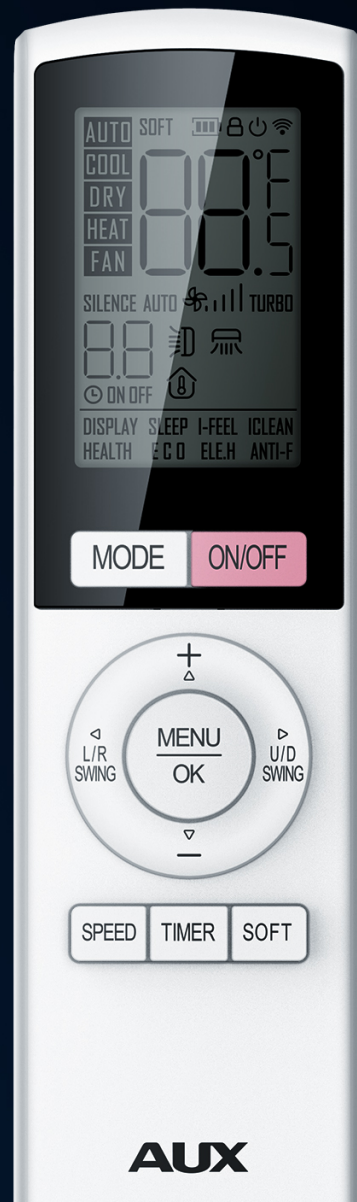 AUTO SOFT
COOL
DRY
HEAT
FAN
88.5°F
SILENCE AUTO TURBO
8.8
ON OFF
DISPLAY SLEEP I-FEEL ICLEAN
HEALTH ECO ELE.H ANTI-F
MODE ON/OFF
+
L/R
SWING
MENU
OK
U/D
SWING
−
SPEED TIMER SOFT
AUX